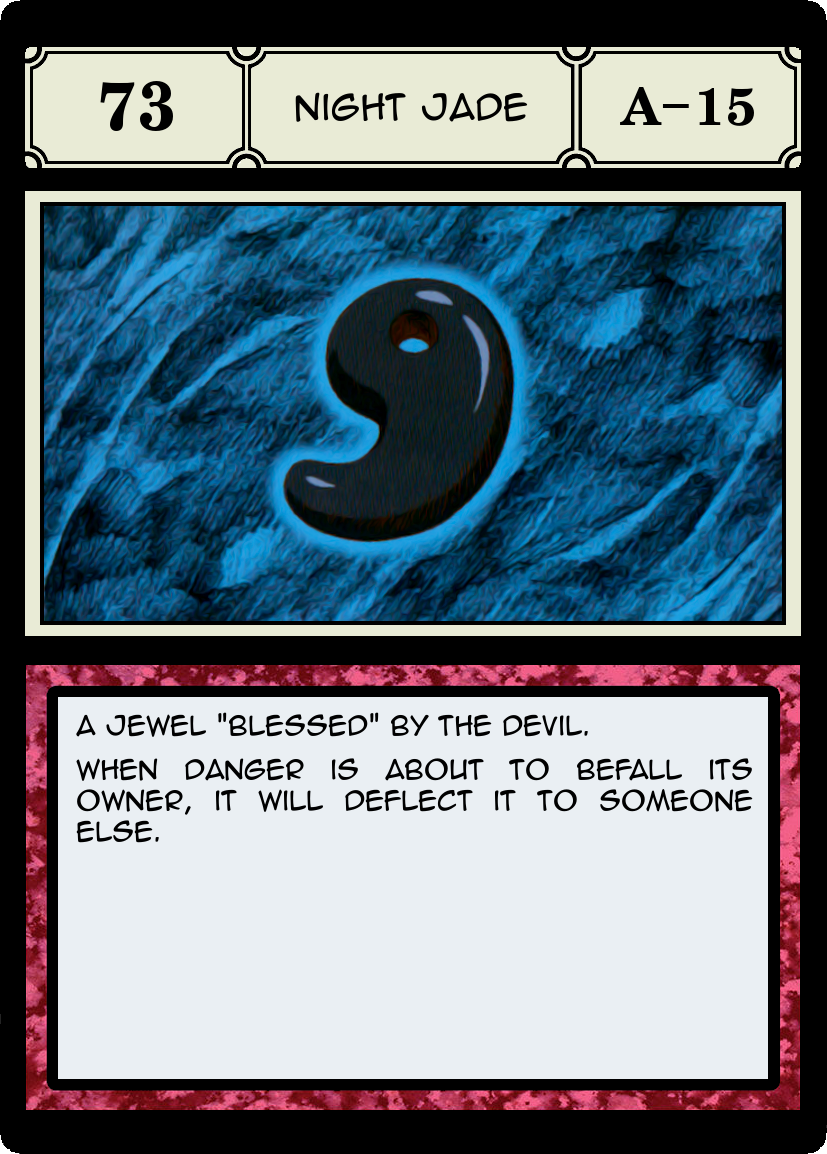 73
NIGHT JADE
A-15
A JEWEL "BLESSED" BY THE DEVIL.
WHEN DANGER IS ABOUT TO BEFALL ITS
OWNER, IT WILL DEFLECT IT TO SOMEONE
ELSE.